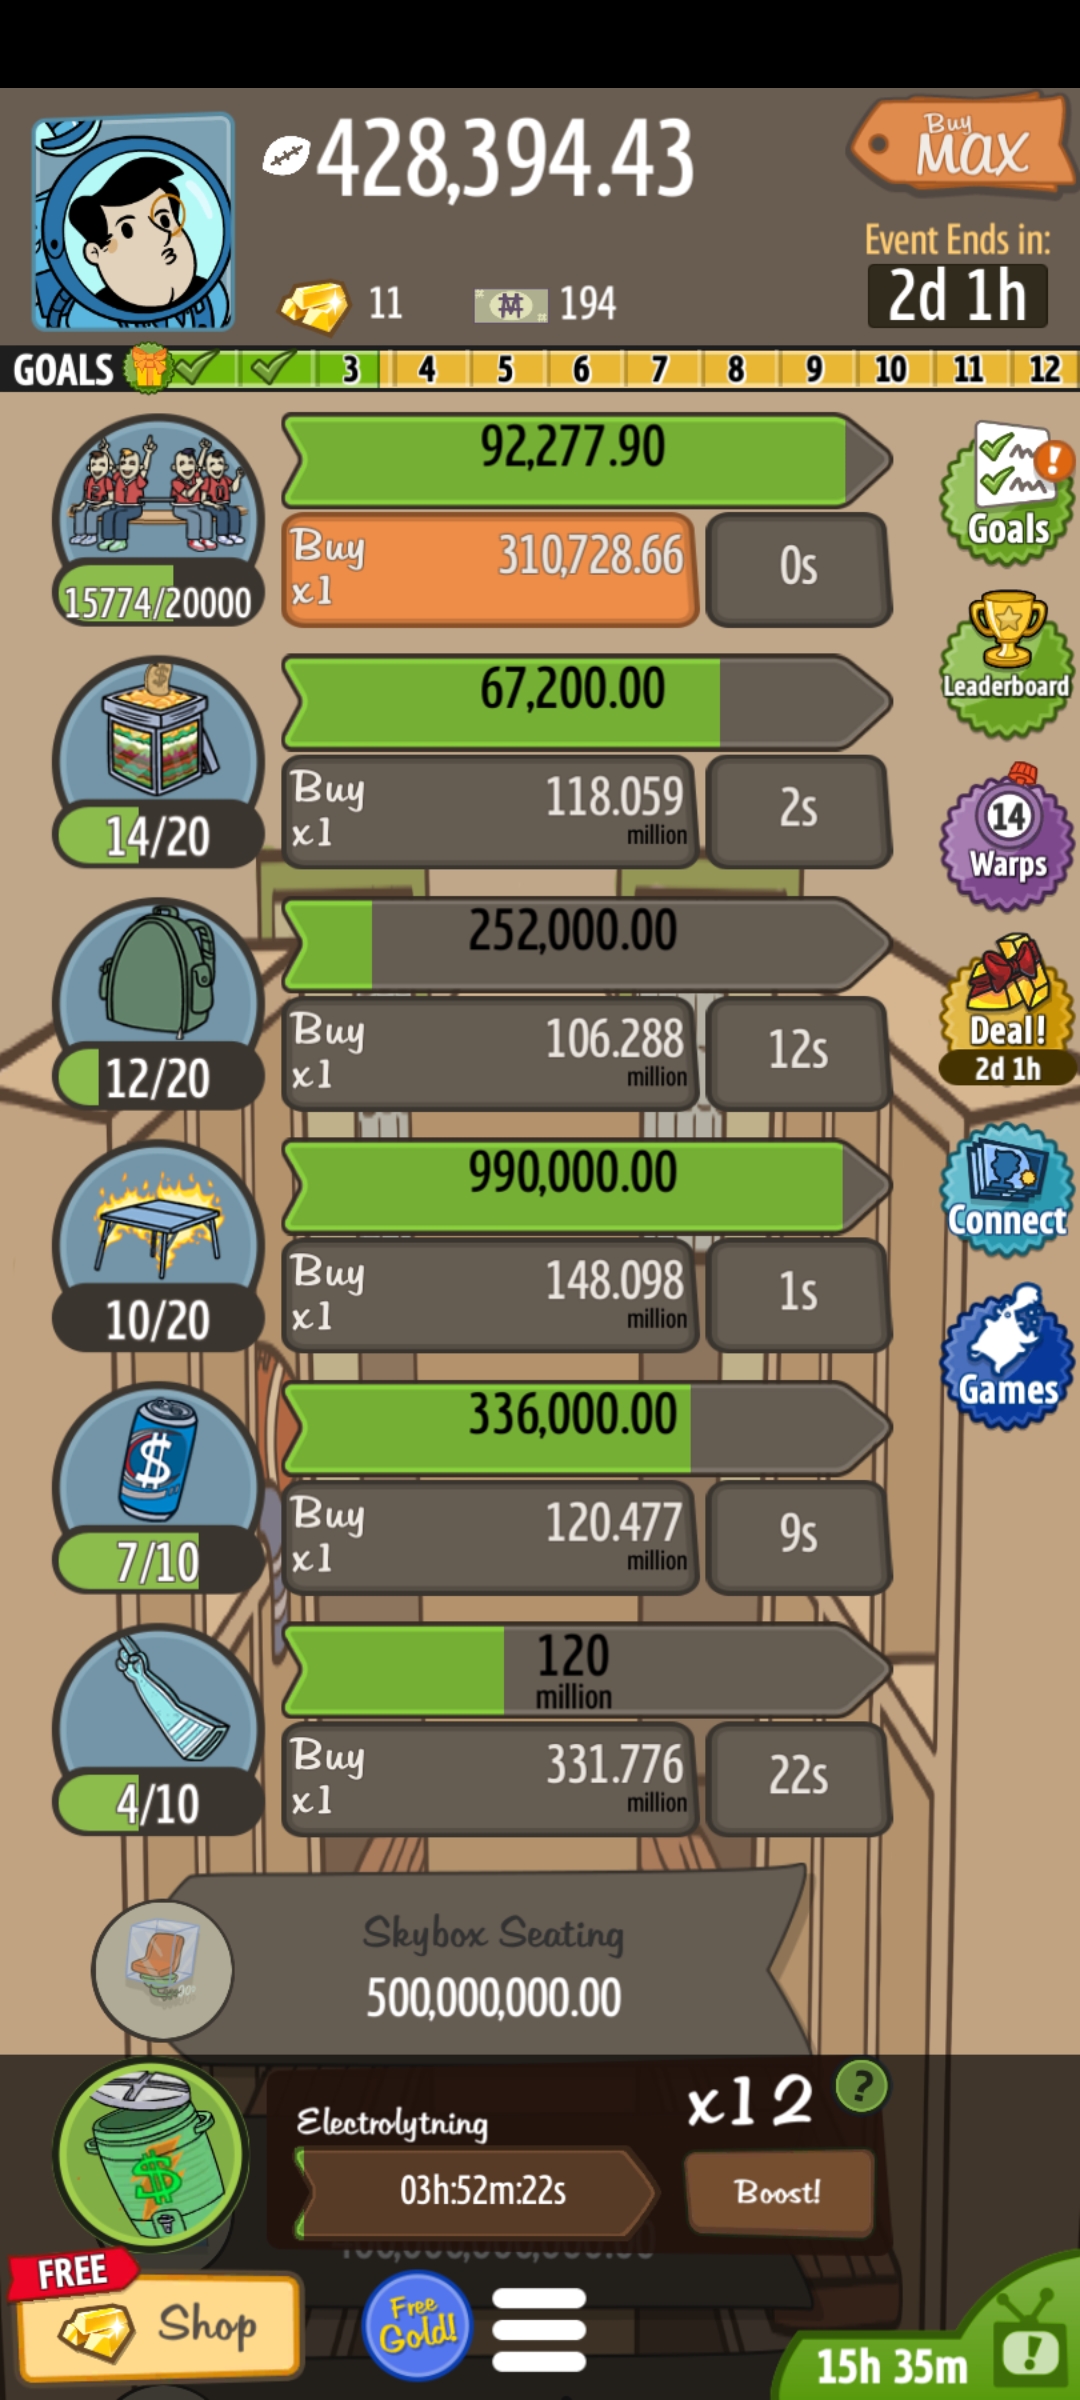 428,394.43
Buy
MAX
Event Ends in:
2d 1h
11
194
GOALS 3 4 5 6 7 8 9 10 11 12
92,277.90
Buy
x1
310,728.66
0s
15774/20000
Goals
67,200.00
Buy
x1
118.059
million
2s
14/20
Leaderboard
14
Warps
252,000.00
Buy
x1
106.288
million
12s
12/20
Deal!
2d 1h
990,000.00
Buy
x1
148.098
million
1s
10/20
Connect
336,000.00
Buy
x1
120.477
million
9s
7/10
Games
120
million
Buy
x1
331.776
million
22s
4/10
Skybox Seating
500,000,000.00
Electrolytning
x12
?
03h:52m:22s
Boost!
FREE
Shop
Free
Gold!
15h 35m